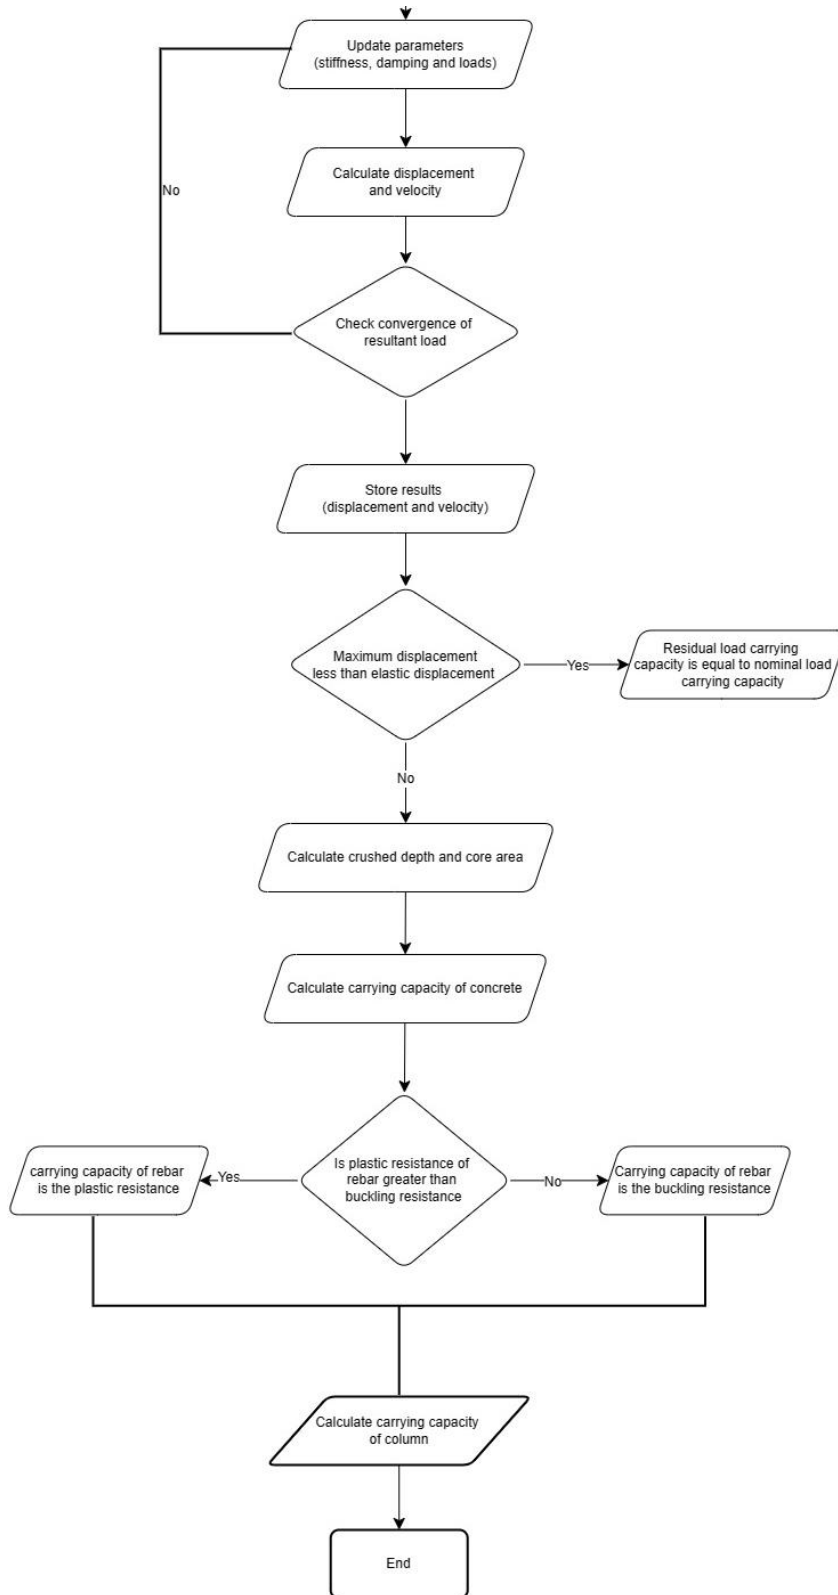 Update parameters
(stiffness, damping and loads)
No
Calculate displacement
and velocity
Check convergence of
resultant load
Store results
(displacement and velocity)
Maximum displacement
less than elastic displacement
Yes
Residual load carrying
capacity is equal to nominal load
carrying capacity
No
Calculate crushed depth and core area
Calculate carrying capacity of concrete
carrying capacity of rebar
is the plastic resistance
Yes
Is plastic resistance of
rebar greater than
buckling resistance
No
Carrying capacity of rebar
is the buckling resistance
Calculate carrying capacity
of column
End